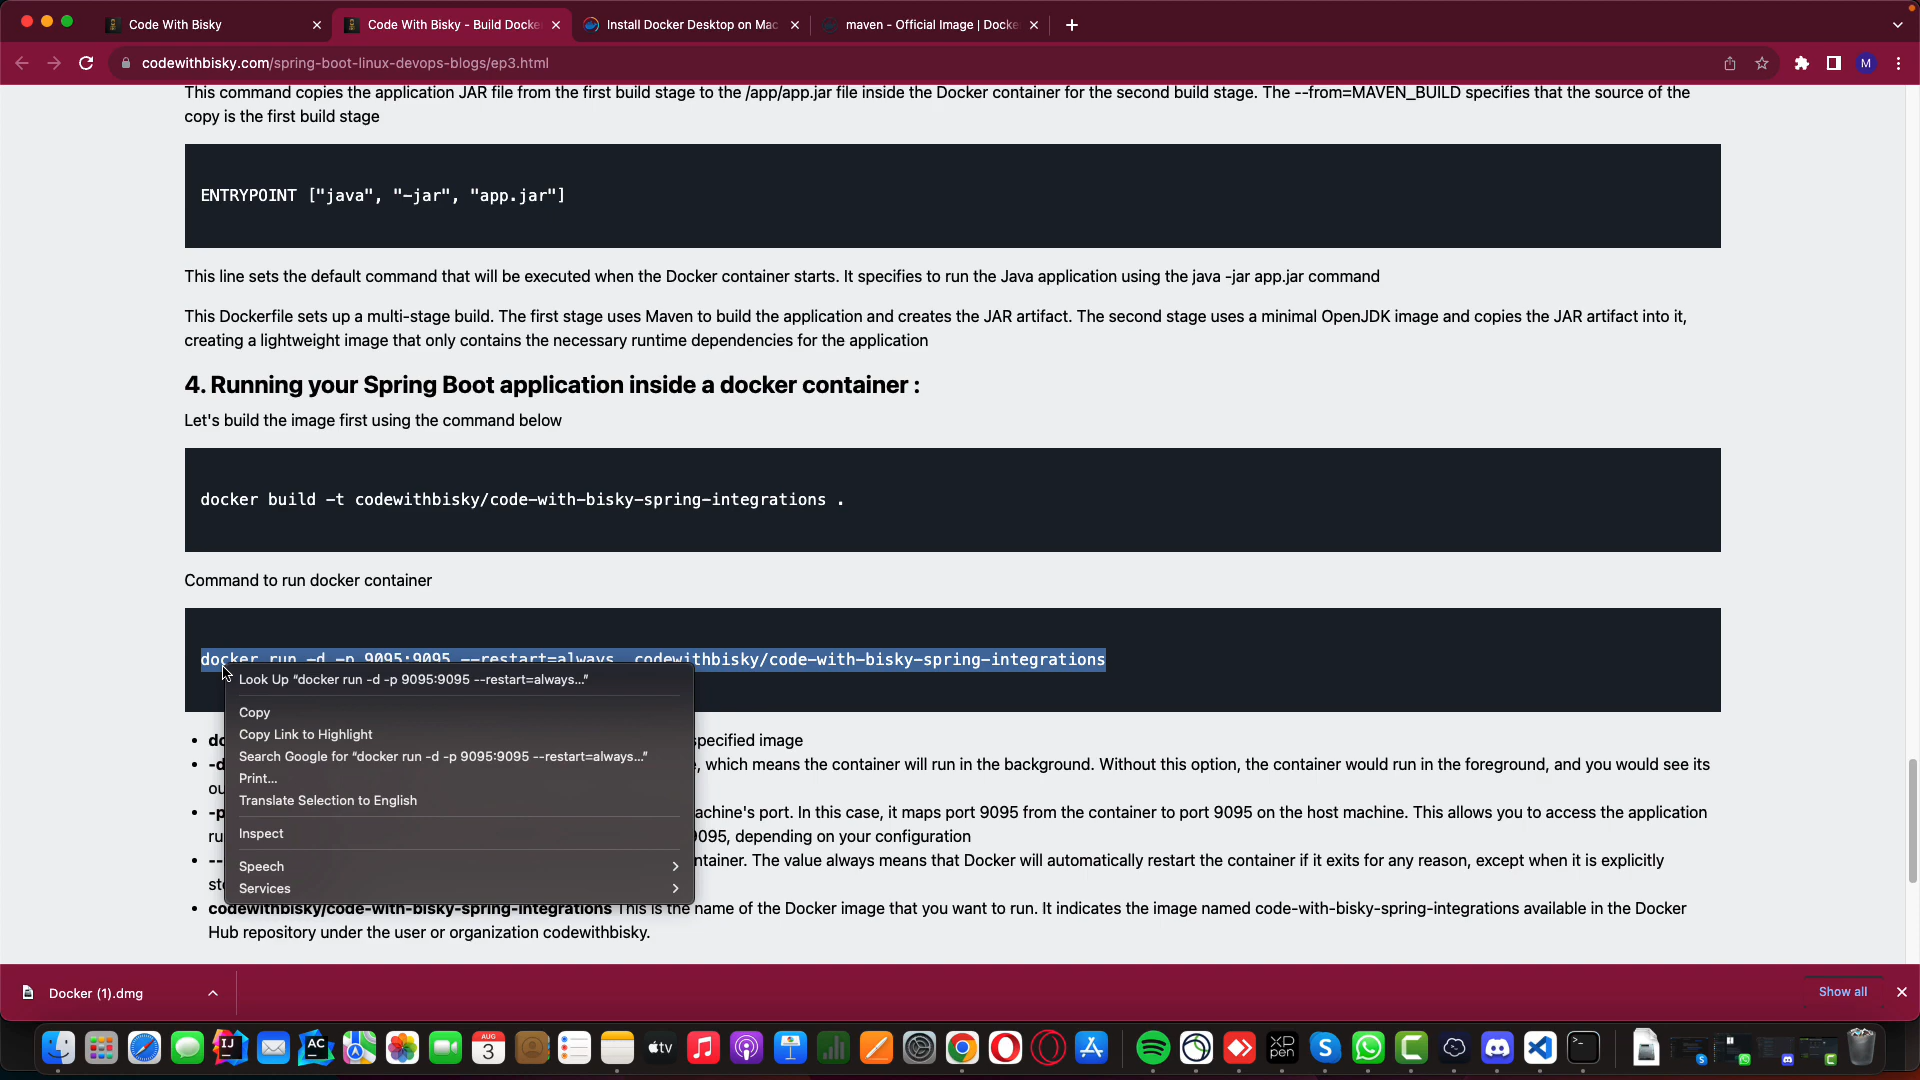 Code With Bisky
Code With Bisky - Build Docke
Install Docker Desktop on Mac
maven - Official Image | Docke
codewithbisky.com/spring-boot-linux-devops-blogs/ep3.html
M
This command copies the application JAR file from the first build stage to the /app/app.jar file inside the Docker container for the second build stage. The --from=MAVEN_BUILD specifies that the source of the
copy is the first build stage
ENTRYPOINT ["java", "-jar", "app.jar"]
This line sets the default command that will be executed when the Docker container starts. It specifies to run the Java application using the java -jar app.jar command
This Dockerfile sets up a multi-stage build. The first stage uses Maven to build the application and creates the JAR artifact. The second stage uses a minimal OpenJDK image and copies the JAR artifact into it,
creating a lightweight image that only contains the necessary runtime dependencies for the application
4. Running your Spring Boot application inside a docker container :
Let's build the image first using the command below
docker build -t codewithbisky/code-with-bisky-spring-integrations .
Command to run docker container
docker run -d -p 9095:9095 --restart=always codewithbisky/code-with-bisky-spring-integrations
Look Up “docker run -d -p 9095:9095 --restart=always...”
Copy
Copy Link to Highlight
Search Google for “docker run -d -p 9095:9095 --restart=always...”
Print...
Translate Selection to English
Inspect
Speech
Services
specified image
, which means the container will run in the background. Without this option, the container would run in the foreground, and you would see its
machine's port. In this case, it maps port 9095 from the container to port 9095 on the host machine. This allows you to access the application
9095, depending on your configuration
container. The value always means that Docker will automatically restart the container if it exits for any reason, except when it is explicitly
codewithbisky/code-with-bisky-spring-integrations This is the name of the Docker image that you want to run. It indicates the image named code-with-bisky-spring-integrations available in the Docker
Hub repository under the user or organization codewithbisky.
Docker (1).dmg
Show all
IJ
AC
AUG
3
tv
XP
pen